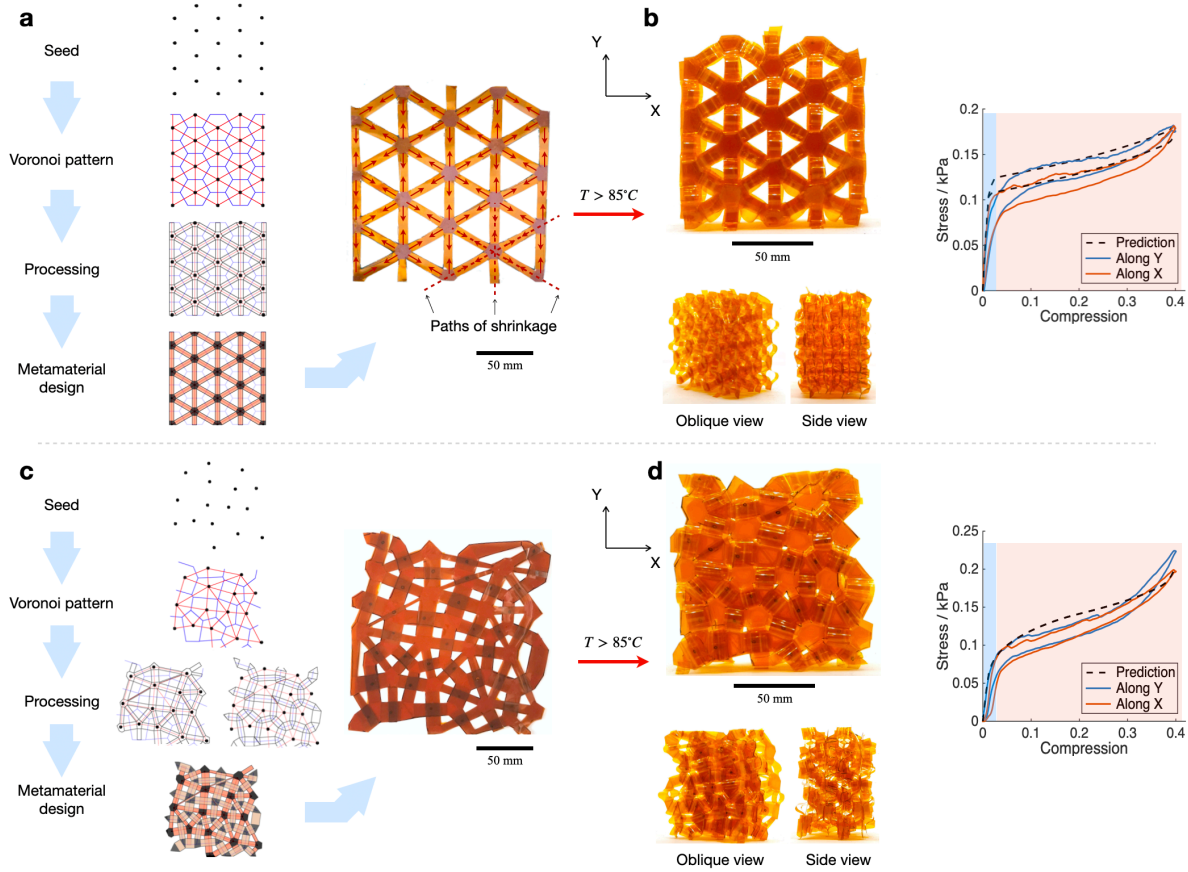 a
Seed
Voronoi pattern
Processing
Metamaterial
design
Paths of shrinkage
50 mm
T > 85°C
b
Y
X
50 mm
Oblique view
Side view
Stress / kPa
0.2
0.15
0.1
0.05
0
Prediction
Along Y
Along X
0 0.1 0.2 0.3 0.4
Compression
c
Seed
Voronoi pattern
Processing
Metamaterial
design
50 mm
T > 85°C
d
Y
X
50 mm
Oblique view
Side view
Stress / kPa
0.25
0.2
0.15
0.1
0.05
0
Prediction
Along Y
Along X
0 0.1 0.2 0.3 0.4
Compression